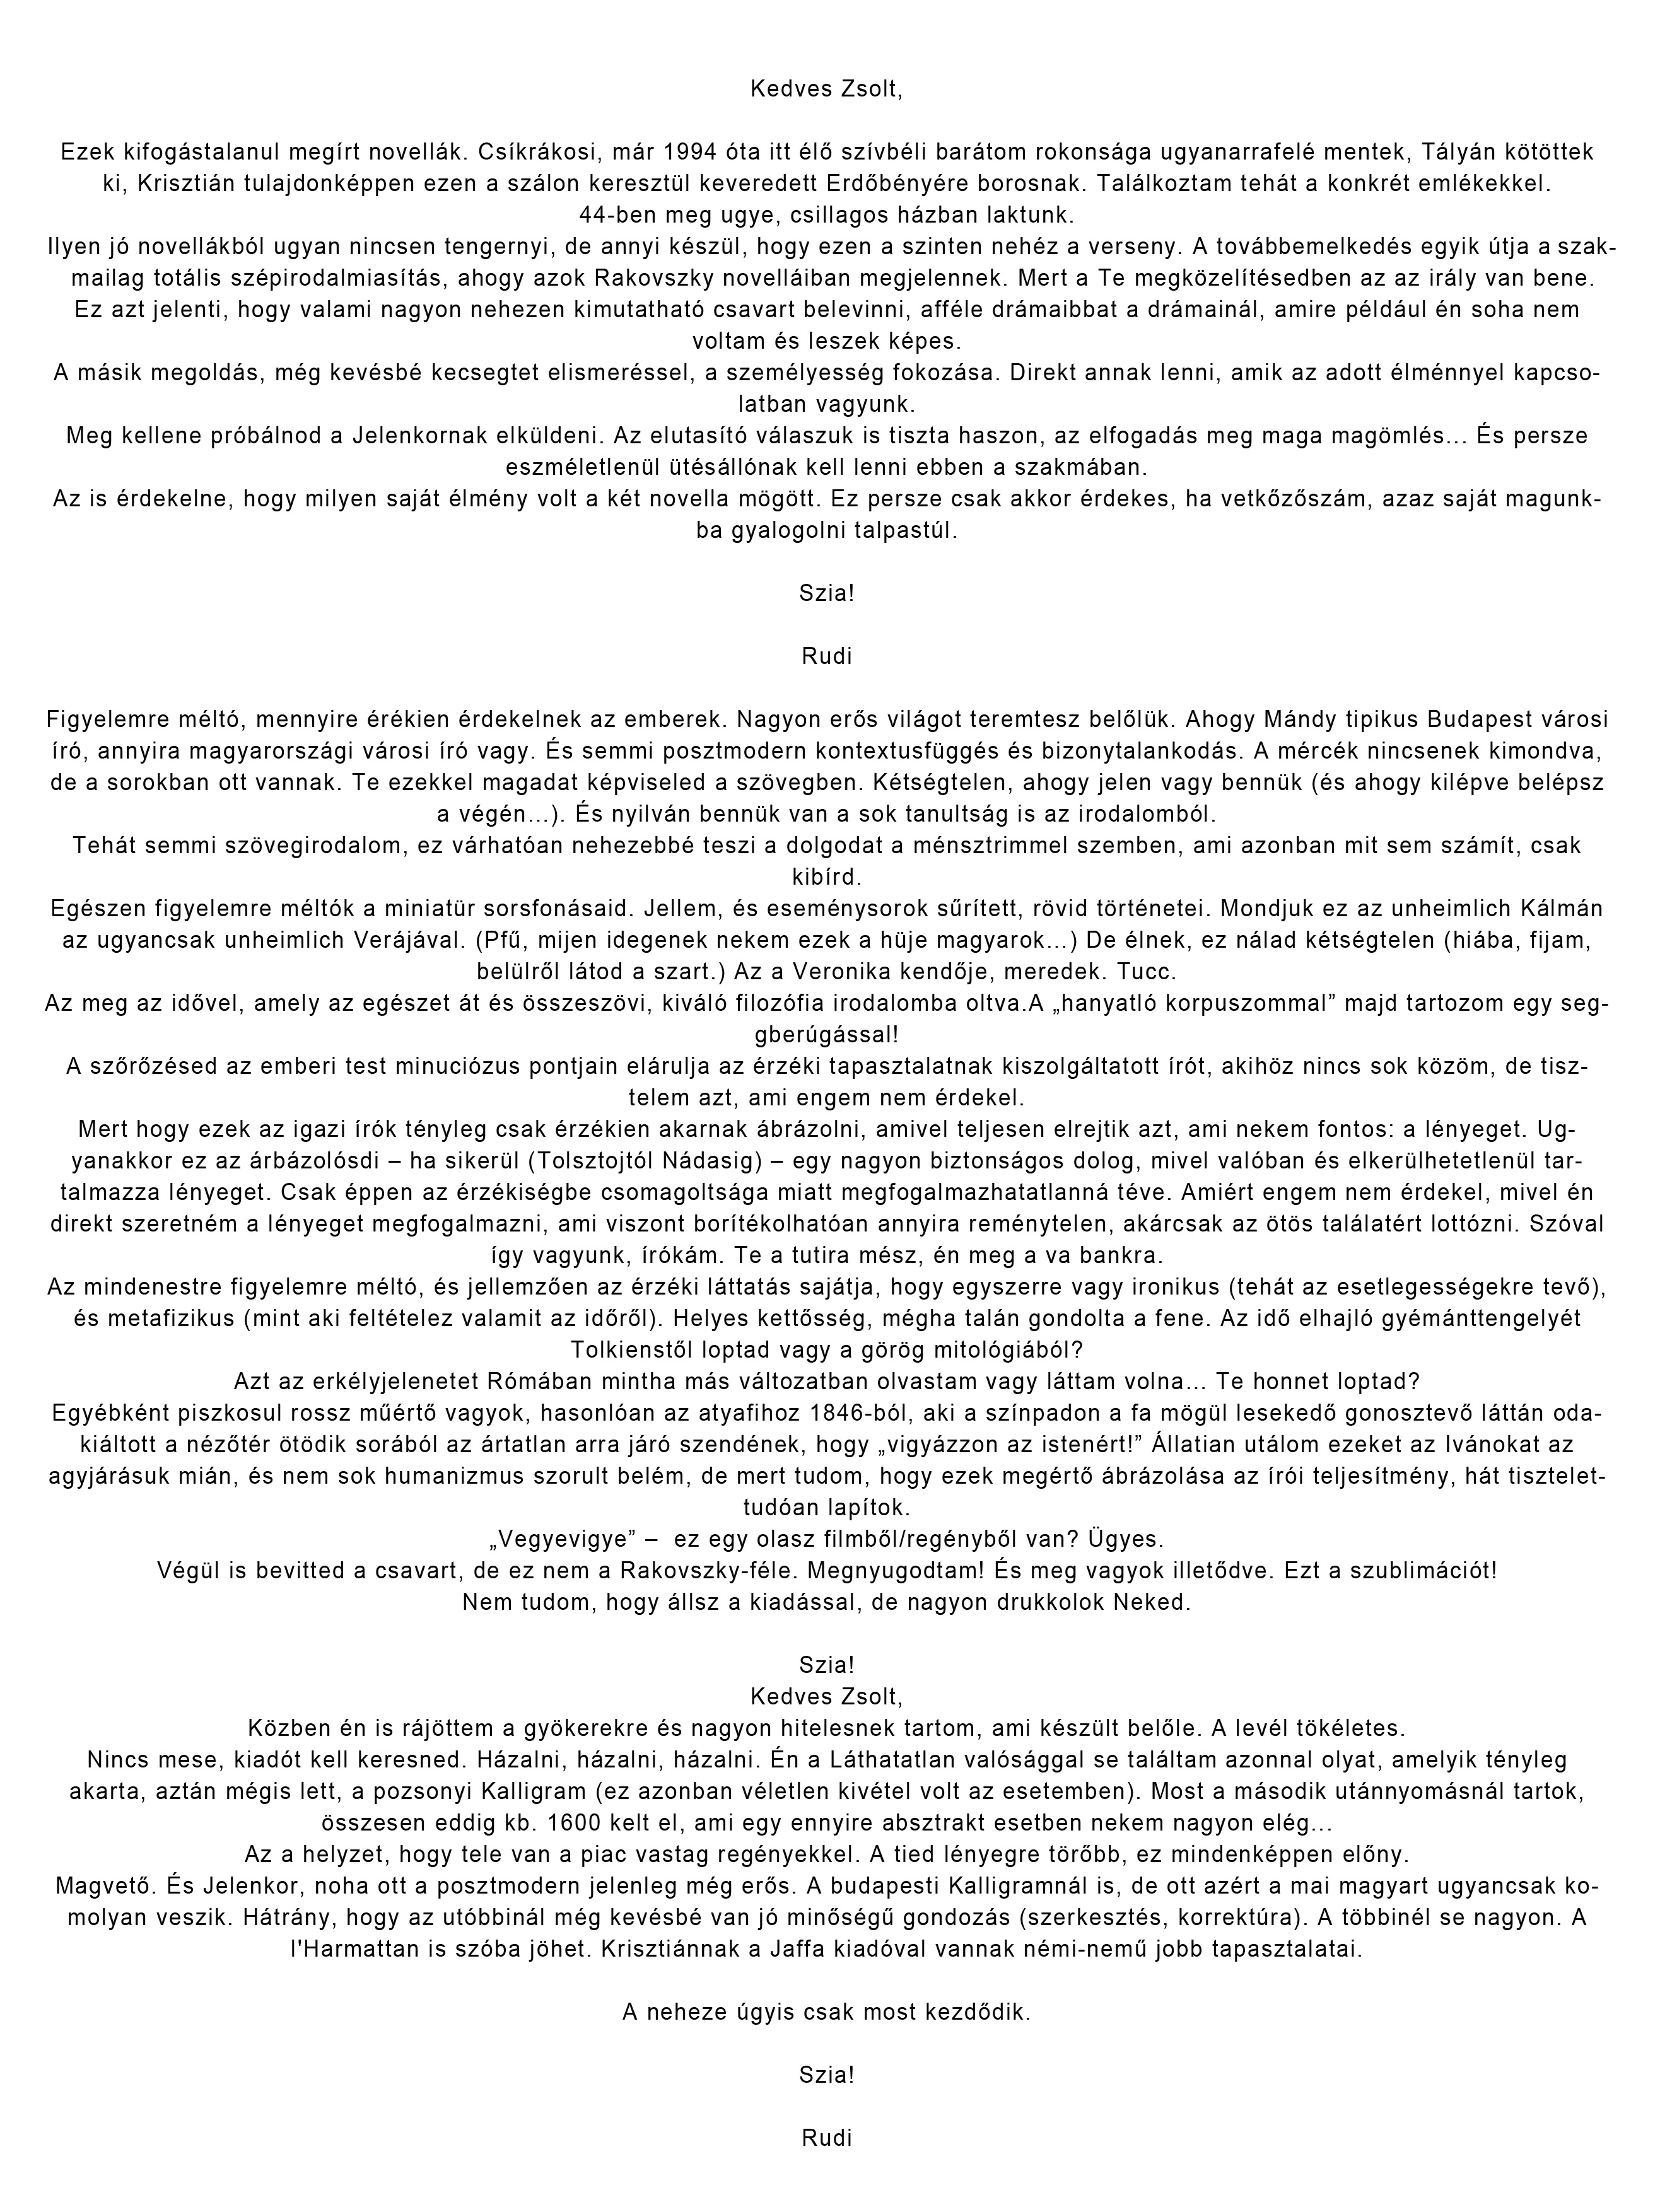 Kedves Zsolt,
Ezek kifogástalanul megírt novellák. Csíkrákosi, már 1994 óta itt élő szívbéli barátom rokonsága ugyanarrafelé mentek, Tályán kötöttek
ki, Krisztián tulajdonképpen ezen a szálon keresztül keveredett Erdőbényére borosnak. Találkoztam tehát a konkrét emlékekkel.
44-ben meg ugye, csillagos házban laktunk.
Ilyen jó novellákból ugyan nincsen tengernyi, de annyi készül, hogy ezen a szinten nehéz a verseny. A továbbemelkedés egyik útja a szak-
mailag totális szépirodalmiasítás, ahogy azok Rakovszky novelláiban megjelennek. Mert a Te megközelítésedben az az irály van bene.
Ez azt jelenti, hogy valami nagyon nehezen kimutatható csavart belevinni, afféle drámaibbat a drámainál, amire például én soha nem
voltam és leszek képes.
A másik megoldás, még kevésbé kecsegtet elismeréssel, a személyesség fokozása. Direkt annak lenni, amik az adott élménnyel kapcso-
latban vagyunk.
Meg kellene próbálnod a Jelenkornak elküldeni. Az elutasító válaszuk is tiszta haszon, az elfogadás meg maga magömlés... És persze
eszméletlenül ütésállónak kell lenni ebben a szakmában.
Az is érdekelne, hogy milyen saját élmény volt a két novella mögött. Ez persze csak akkor érdekes, ha vetkőzőszám, azaz saját magunk-
ba gyalogolni talpastúl.
Szia!
Rudi
Figyelemre méltó, mennyire érékien érdekelnek az emberek. Nagyon erős világot teremtesz belőlük. Ahogy Mándy tipikus Budapest városi
író, annyira magyarországi városi író vagy. És semmi posztmodern kontextusfüggés és bizonytalankodás. A mércék nincsenek kimondva,
de a sorokban ott vannak. Te ezekkel magadat képviseled a szövegben. Kétségtelen, ahogy jelen vagy bennük (és ahogy kilépve belépsz
a végén...). És nyilván bennük van a sok tanultság is az irodalomból.
Tehát semmi szövegirodalom, ez várhatóan nehezebbé teszi a dolgodat a ménsztrimmel szemben, ami azonban mit sem számít, csak
kibírd.
Egészen figyelemre méltók a miniatür sorsfonásaid. Jellem, és eseménysorok sűrített, rövid történetei. Mondjuk ez az unheimlich Kálmán
az ugyancsak unheimlich Verájával. (Pfű, mijen idegenek nekem ezek a hüje magyarok...) De élnek, ez nálad kétségtelen (hiába, fijam,
belülről látod a szart.) Az a Veronika kendője, meredek. Tucc.
Az meg az idővel, amely az egészet át és összeszövi, kiváló filozófia irodalomba oltva.A „hanyatló korpuszommal” majd tartozom egy seg-
gberúgással!
A szőrőzésed az emberi test minuciózus pontjain elárulja az érzéki tapasztalatnak kiszolgáltatott írót, akihöz nincs sok közöm, de tisz-
telem azt, ami engem nem érdekel.
Mert hogy ezek az igazi írók tényleg csak érzékien akarnak ábrázolni, amivel teljesen elrejtik azt, ami nekem fontos: a lényeget. Ug-
yanakkor ez az árbázolósdi – ha sikerül (Tolsztojtól Nádasig) – egy nagyon biztonságos dolog, mivel valóban és elkerülhetetlenül tar-
talmazza lényeget. Csak éppen az érzékiségbe csomagoltsága miatt megfogalmazhatatlanná téve. Amiért engem nem érdekel, mivel én
direkt szeretném a lényeget megfogalmazni, ami viszont borítékolhatóan annyira reménytelen, akárcsak az ötös találatért lottózni. Szóval
így vagyunk, írókám. Te a tutira mész, én meg a va bankra.
Az mindenestre figyelemre méltó, és jellemzően az érzéki láttatás sajátja, hogy egyszerre vagy ironikus (tehát az esetlegességekre tevő),
és metafizikus (mint aki feltételez valamit az időről). Helyes kettősség, mégha talán gondolta a fene. Az idő elhajló gyémánttengelyét
Tolkienstől loptad vagy a görög mitológiából?
Azt az erkélyjelenetet Rómában mintha más változatban olvastam vagy láttam volna... Te honnet loptad?
Egyébként piszkosul rossz műértő vagyok, hasonlóan az atyafihoz 1846-ból, aki a színpadon a fa mögül lesekedő gonosztevő láttán oda-
kiáltott a nézőtér ötödik sorából az ártatlan arra járó szendének, hogy „vigyázzon az istenért!” Állatian utálom ezeket az Ivánokat az
agyjárásuk mián, és nem sok humanizmus szorult belém, de mert tudom, hogy ezek megértő ábrázolása az írói teljesítmény, hát tisztelet-
tudóan lapítok.
„Vegyevigye” –  ez egy olasz filmből/regényből van? Ügyes.
Végül is bevitted a csavart, de ez nem a Rakovszky-féle. Megnyugodtam! És meg vagyok illetődve. Ezt a szublimációt!
Nem tudom, hogy állsz a kiadással, de nagyon drukkolok Neked.
Szia!
Kedves Zsolt,
Közben én is rájöttem a gyökerekre és nagyon hitelesnek tartom, ami készült belőle. A levél tökéletes.
Nincs mese, kiadót kell keresned. Házalni, házalni, házalni. Én a Láthatatlan valósággal se találtam azonnal olyat, amelyik tényleg
akarta, aztán mégis lett, a pozsonyi Kalligram (ez azonban véletlen kivétel volt az esetemben). Most a második utánnyomásnál tartok,
összesen eddig kb. 1600 kelt el, ami egy ennyire absztrakt esetben nekem nagyon elég...
Az a helyzet, hogy tele van a piac vastag regényekkel. A tied lényegre törőbb, ez mindenképpen előny.
Magvető. És Jelenkor, noha ott a posztmodern jelenleg még erős. A budapesti Kalligramnál is, de ott azért a mai magyart ugyancsak ko-
molyan veszik. Hátrány, hogy az utóbbinál még kevésbé van jó minőségű gondozás (szerkesztés, korrektúra). A többinél se nagyon. A
l'Harmattan is szóba jöhet. Krisztiánnak a Jaffa kiadóval vannak némi-nemű jobb tapasztalatai.
A neheze úgyis csak most kezdődik.
Szia!
Rudi